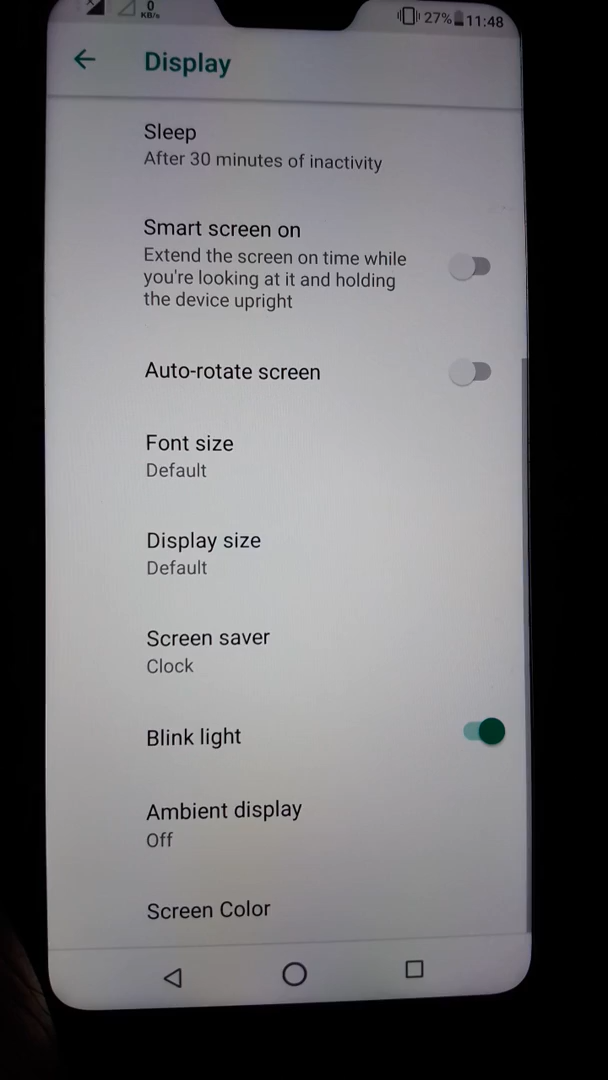 0
KB/s
27%
11:48
Display
Sleep
After 30 minutes of inactivity
Smart screen on
Extend the screen on time while
you're looking at it and holding
the device upright
Auto-rotate screen
Font size
Default
Display size
Default
Screen saver
Clock
Blink light
Ambient display
Off
Screen Color